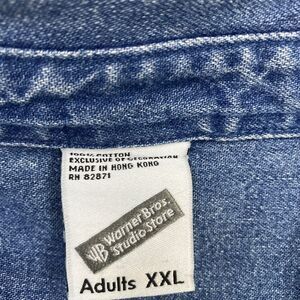 100% COTTON
EXCLUSIVE OF DECORATION
MADE IN HONG KONG
RN 82871
WB Warner Bros.
Studio Store
Adults XXL